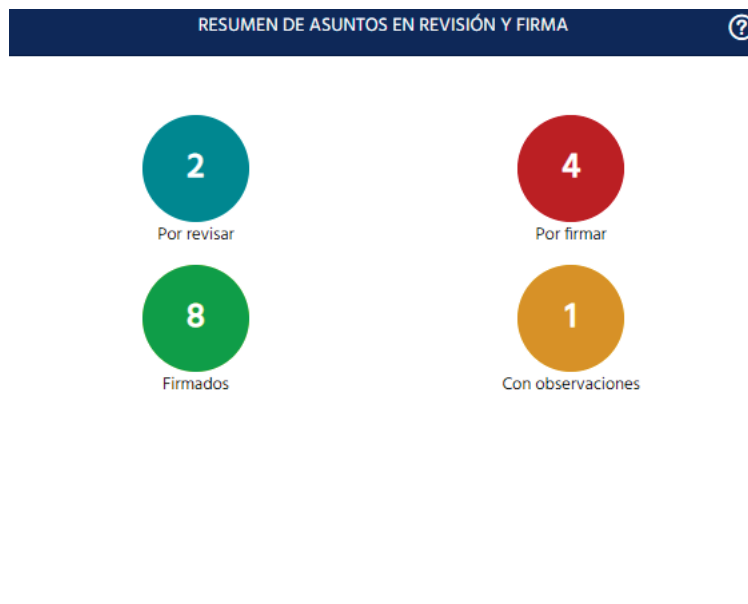 RESUMEN DE ASUNTOS EN REVISIÓN Y FIRMA ?
2 4
Por revisar Por firmar
8 1
Firmados Con observaciones